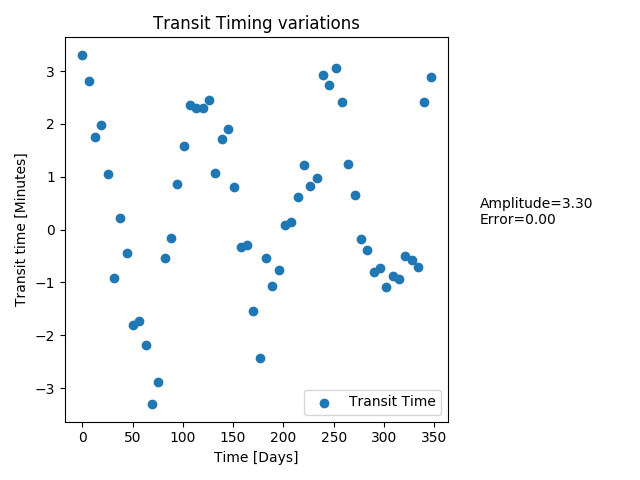 Transit Timing variations
Transit time [Minutes]
3
2
1
0
−1
−2
−3
Amplitude=3.30
Error=0.00
Transit Time
0 50 100 150 200 250 300 350
Time [Days]